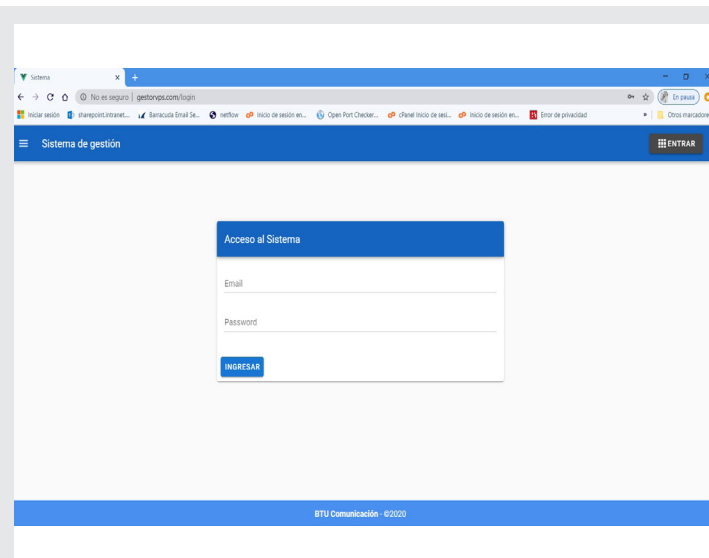 Sistema
No es seguro | gestorvps.com/login
En pausa
Iniciar sesión
sharepoint.intranet...
Barracuda Email Se...
netflow
inicio de sesión en...
Open Port Checker...
cPanel Inicio de sesi...
inicio de sesión en...
Error de privacidad
Otros marcadore
Sistema de gestión
ENTRAR
Acceso al Sistema
Email
Password
INGRESAR
BTU Comunicación - ©2020